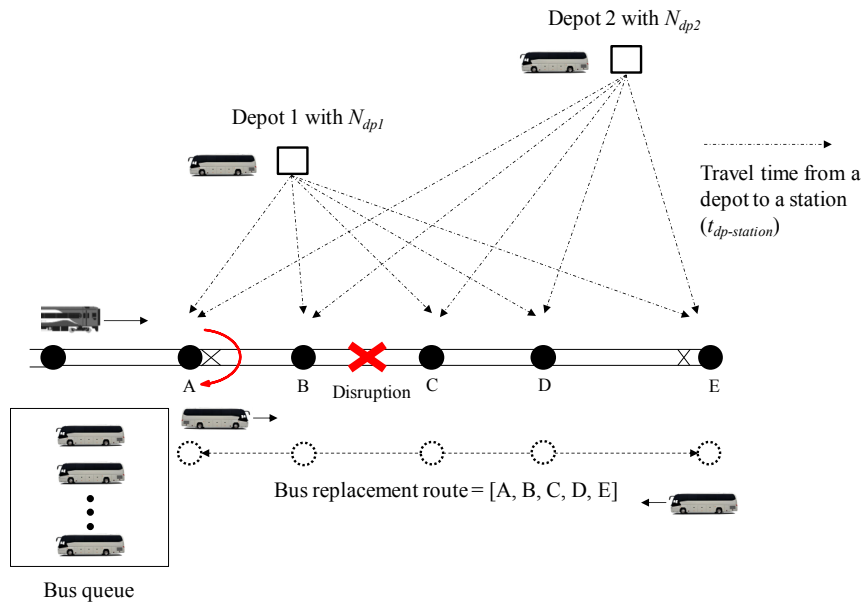 Depot 2 with N_dp2
Depot 1 with N_dp1
Travel time from a
depot to a station
(t_dp-station)
A
B
Disruption
C
D
E
Bus replacement route = [A, B, C, D, E]
Bus queue